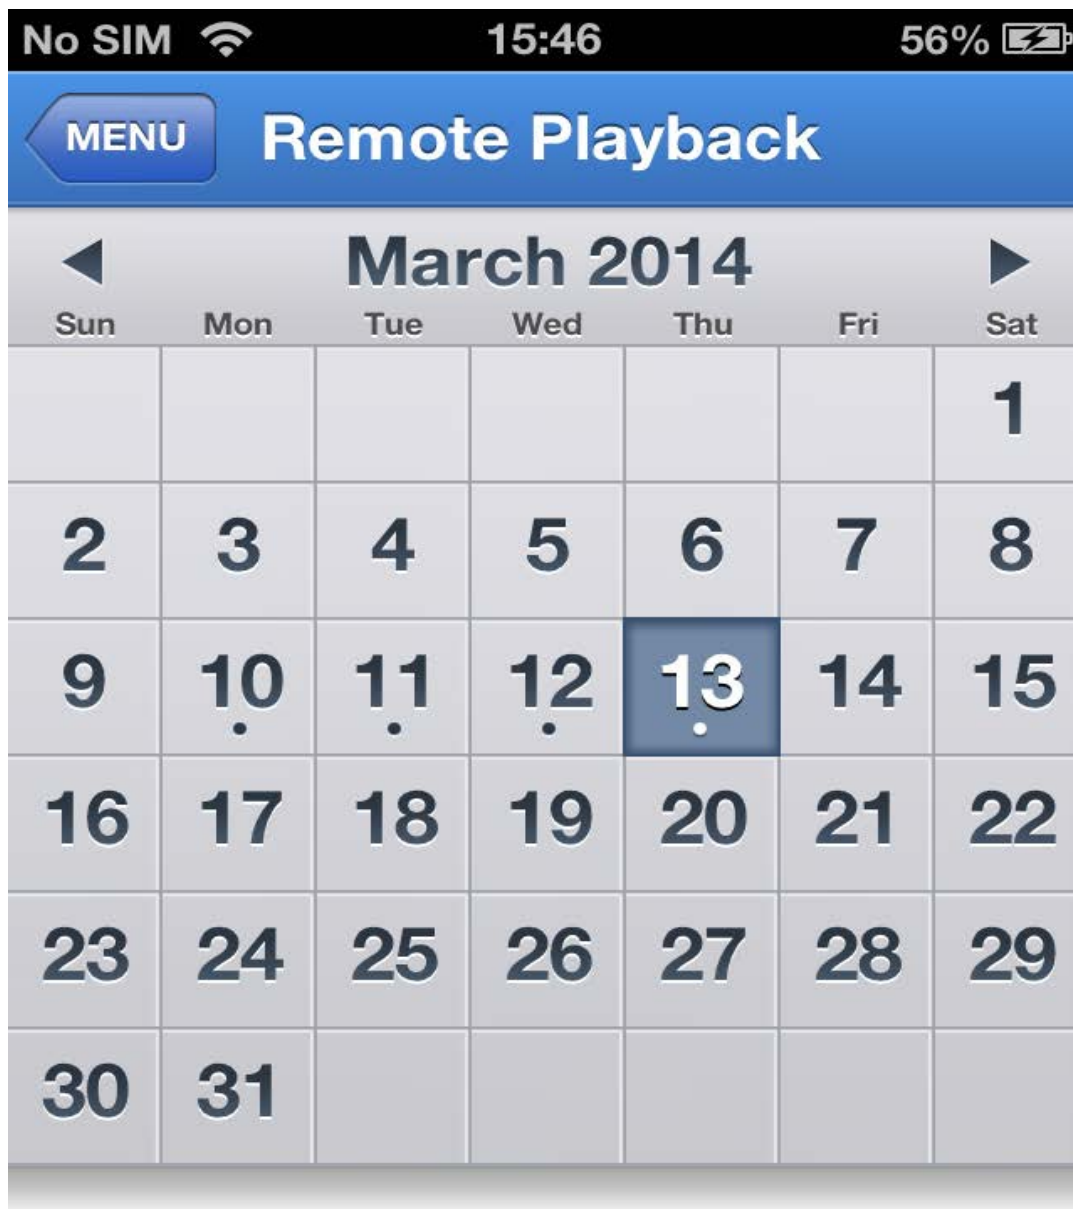 No SIM 15:46 56%
MENU Remote Playback
March 2014
Sun Mon Tue Wed Thu Fri Sat
1
2 3 4 5 6 7 8
9 10 11 12 13 14 15
16 17 18 19 20 21 22
23 24 25 26 27 28 29
30 31